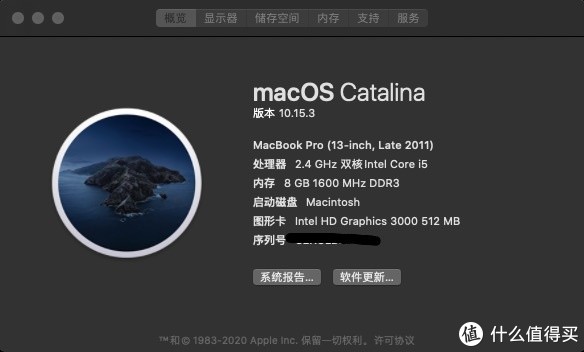 概览 显示器 储存空间 内存 支持 服务
macOS Catalina
版本 10.15.3
MacBook Pro (13-inch, Late 2011)
处理器 2.4 GHz 双核Intel Core i5
内存 8 GB 1600 MHz DDR3
启动磁盘 Macintosh
图形卡 Intel HD Graphics 3000 512 MB
序列号
系统报告... 软件更新...
™和© 1983-2020 Apple Inc. 保留一切权利。许可协议
值 什么值得买